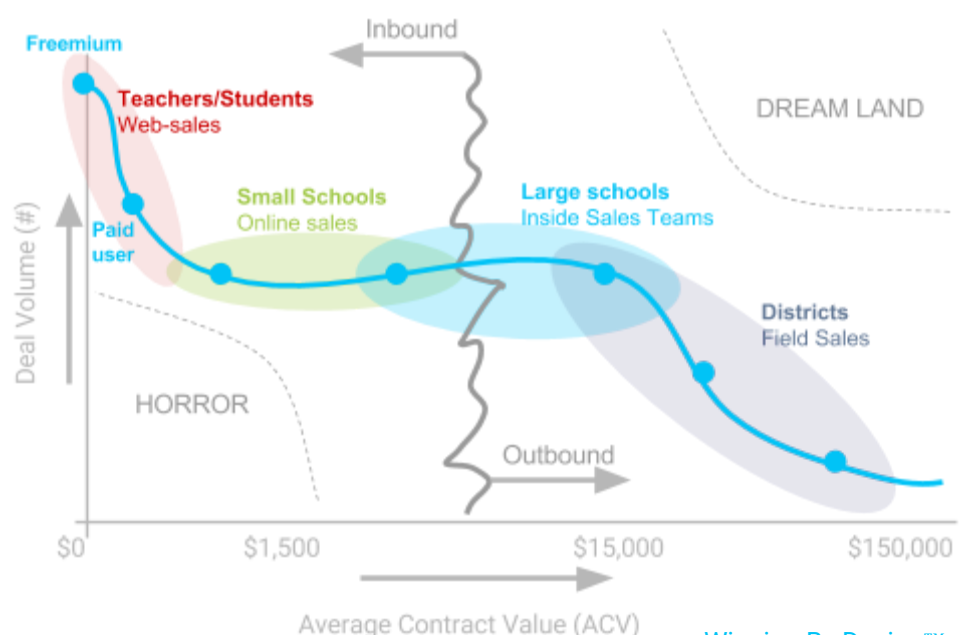 Inbound
Freemium
Teachers/Students
Web-sales
DREAM LAND
Small Schools
Online sales
Large schools
Inside Sales Teams
Paid
user
Deal Volume (#)
Districts
Field Sales
HORROR
Outbound
$0
$1,500
$15,000
$150,000
Average Contract Value (ACV)